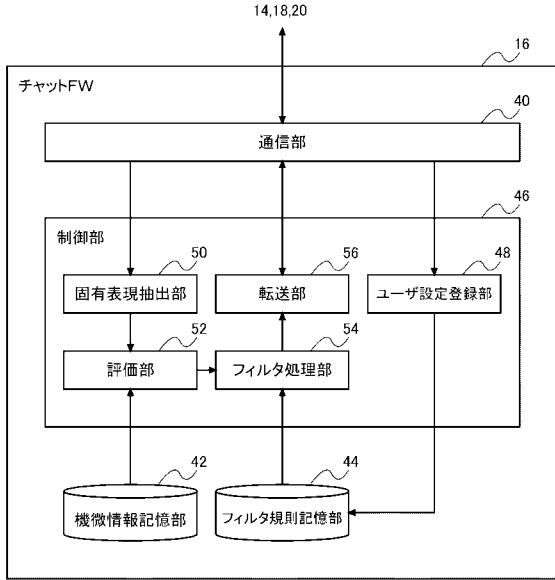 14,18,20
16
チャットFW
40
通信部
46
制御部
50
56
48
固有表現抽出部
転送部
ユーザ設定登録部
52
54
評価部
フィルタ処理部
42
44
機微情報記憶部
フィルタ規則記憶部